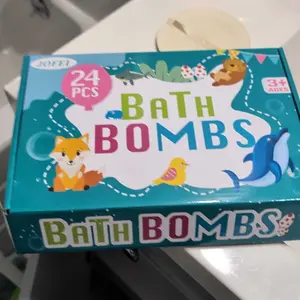 JOFEI
24
PCS
3+
AGES
BATH
BOMBS
BATH BOMBS